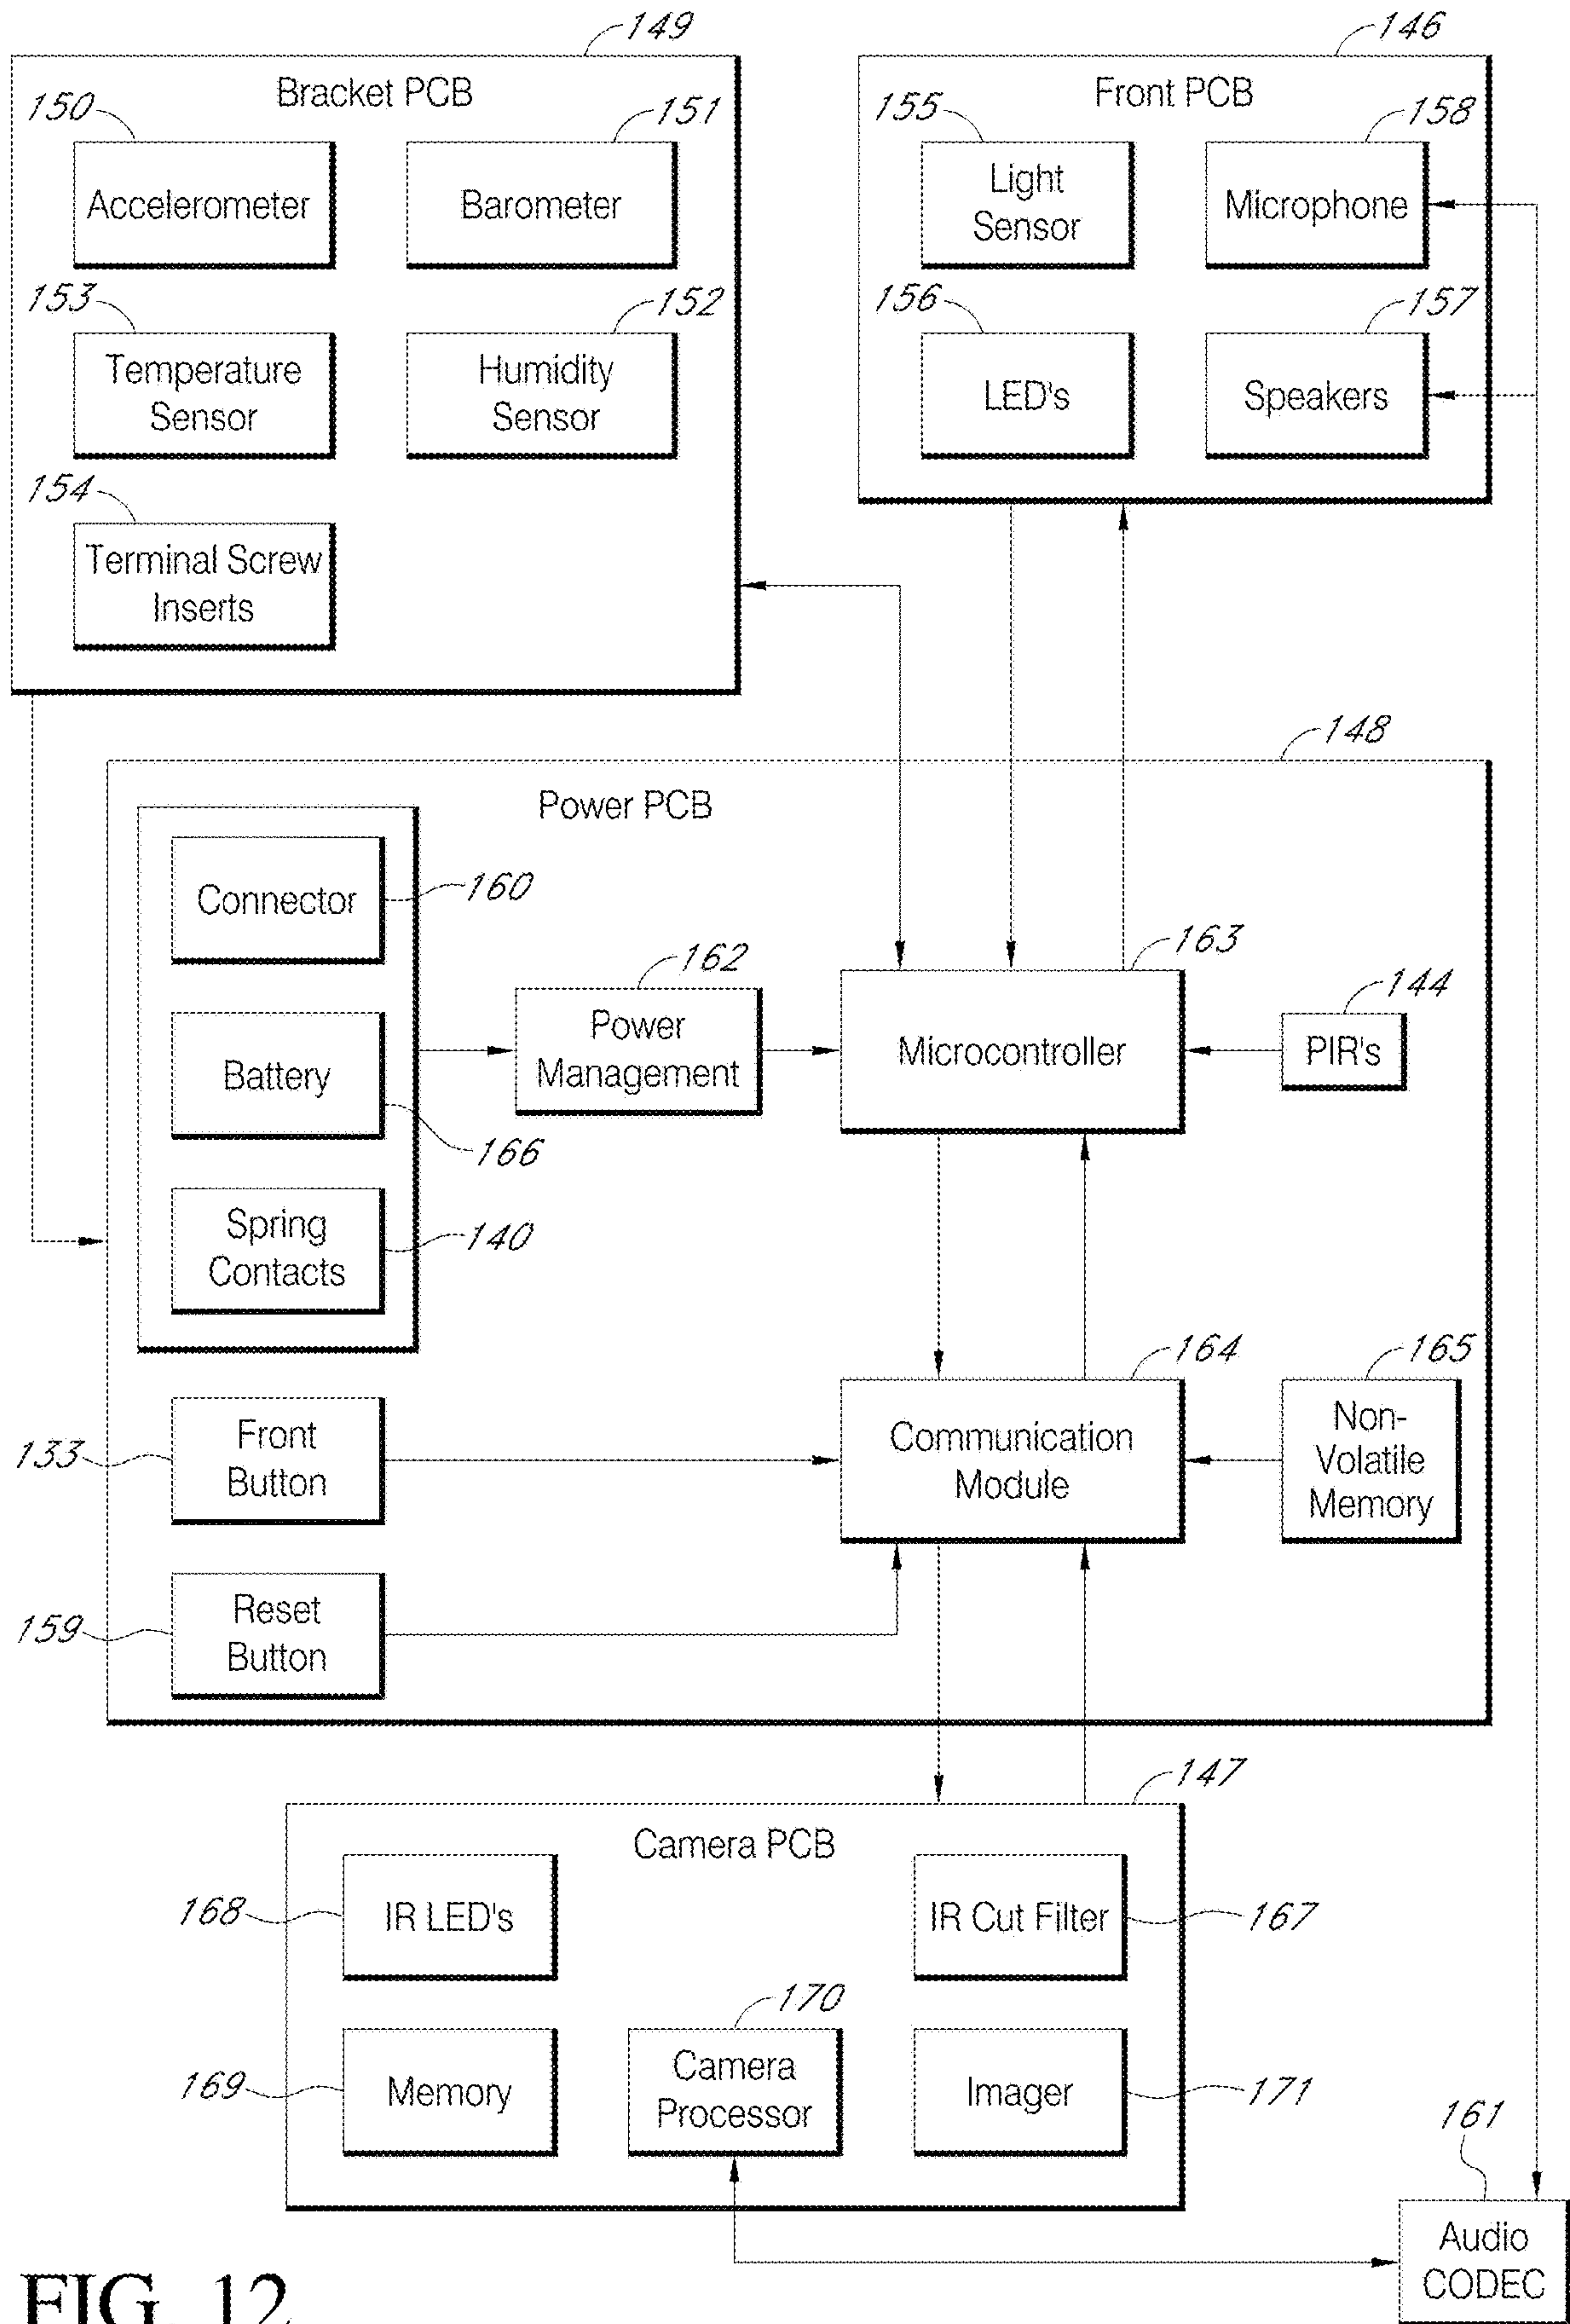 149
Bracket PCB
150
Accelerometer
151
Barometer
153
Temperature
Sensor
152
Humidity
Sensor
154
Terminal Screw
Inserts
146
Front PCB
155
Light
Sensor
158
Microphone
156
LED's
157
Speakers
148
Power PCB
Connector
160
Battery
166
Spring
Contacts
140
162
Power
Management
163
Microcontroller
144
PIR's
133
Front
Button
164
Communication
Module
165
Non-
Volatile
Memory
159
Reset
Button
147
Camera PCB
168
IR LED's
IR Cut Filter
167
169
Memory
170
Camera
Processor
Imager
171
161
Audio
CODEC
FIG. 12